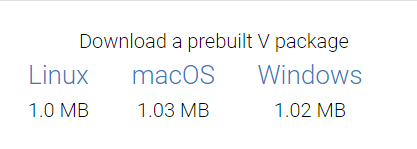 Download a prebuilt V package
Linux macOS Windows
1.0 MB 1.03 MB 1.02 MB